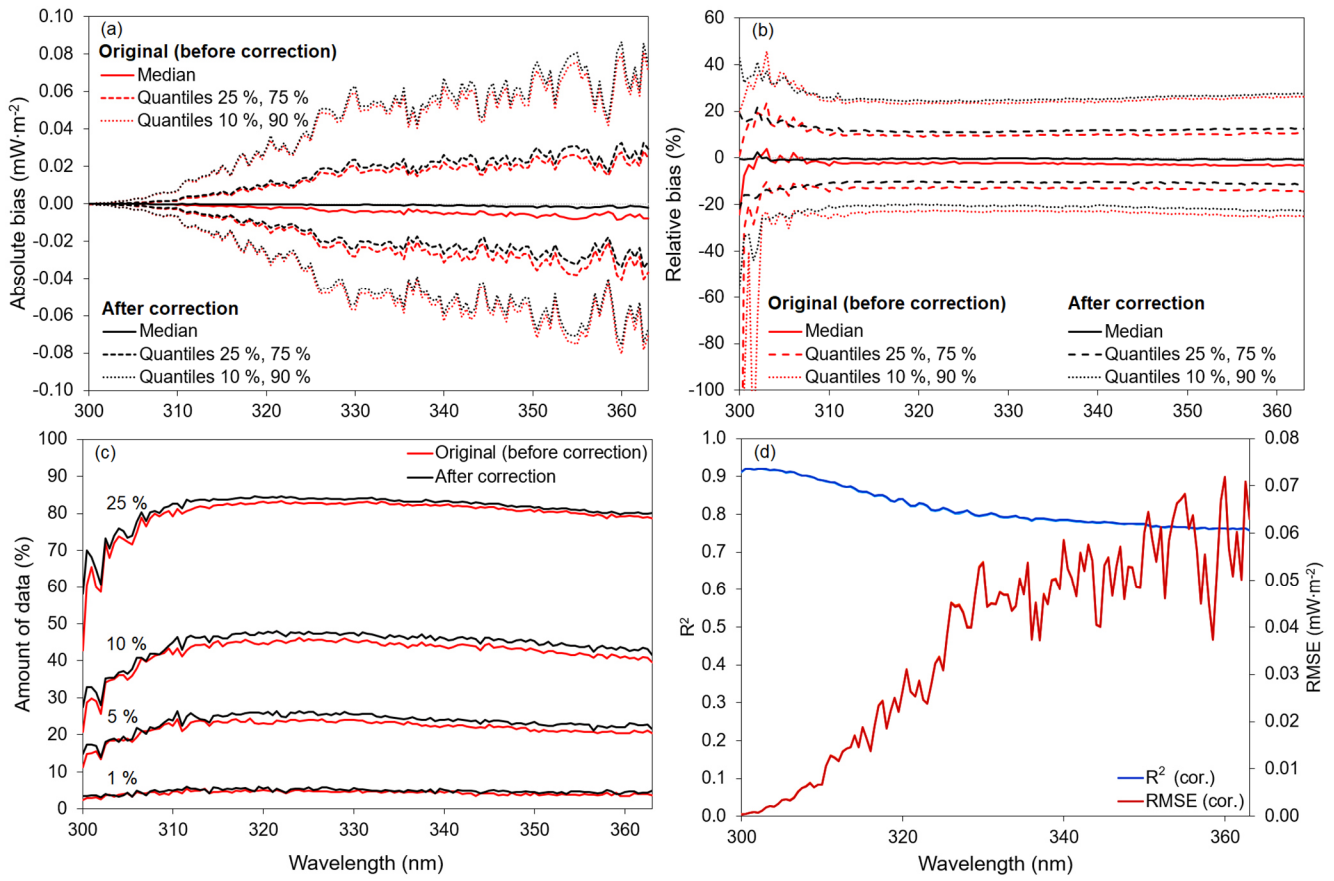 (a)
Original (before correction)
Median
Quantiles 25 %, 75 %
Quantiles 10 %, 90 %
After correction
Median
Quantiles 25 %, 75 %
Quantiles 10 %, 90 %
Absolute bias (mW·m⁻²)
0.10
0.08
0.06
0.04
0.02
0.00
-0.02
-0.04
-0.06
-0.08
-0.10
300 310 320 330 340 350 360
(b)
Original (before correction)
Median
Quantiles 25 %, 75 %
Quantiles 10 %, 90 %
After correction
Median
Quantiles 25 %, 75 %
Quantiles 10 %, 90 %
Relative bias (%)
60
40
20
0
-20
-40
-60
-80
-100
300 310 320 330 340 350 360
(c)
Original (before correction)
After correction
25 %
10 %
5 %
1 %
Amount of data (%)
100
90
80
70
60
50
40
30
20
10
0
300 310 320 330 340 350 360
Wavelength (nm)
(d)
R² (cor.)
RMSE (cor.)
R²
1.0
0.9
0.8
0.7
0.6
0.5
0.4
0.3
0.2
0.1
0.0
0.08
0.07
0.06
0.05
0.04
0.03
0.02
0.01
0.00
RMSE (mW·m⁻²)
300 320 340 360
Wavelength (nm)